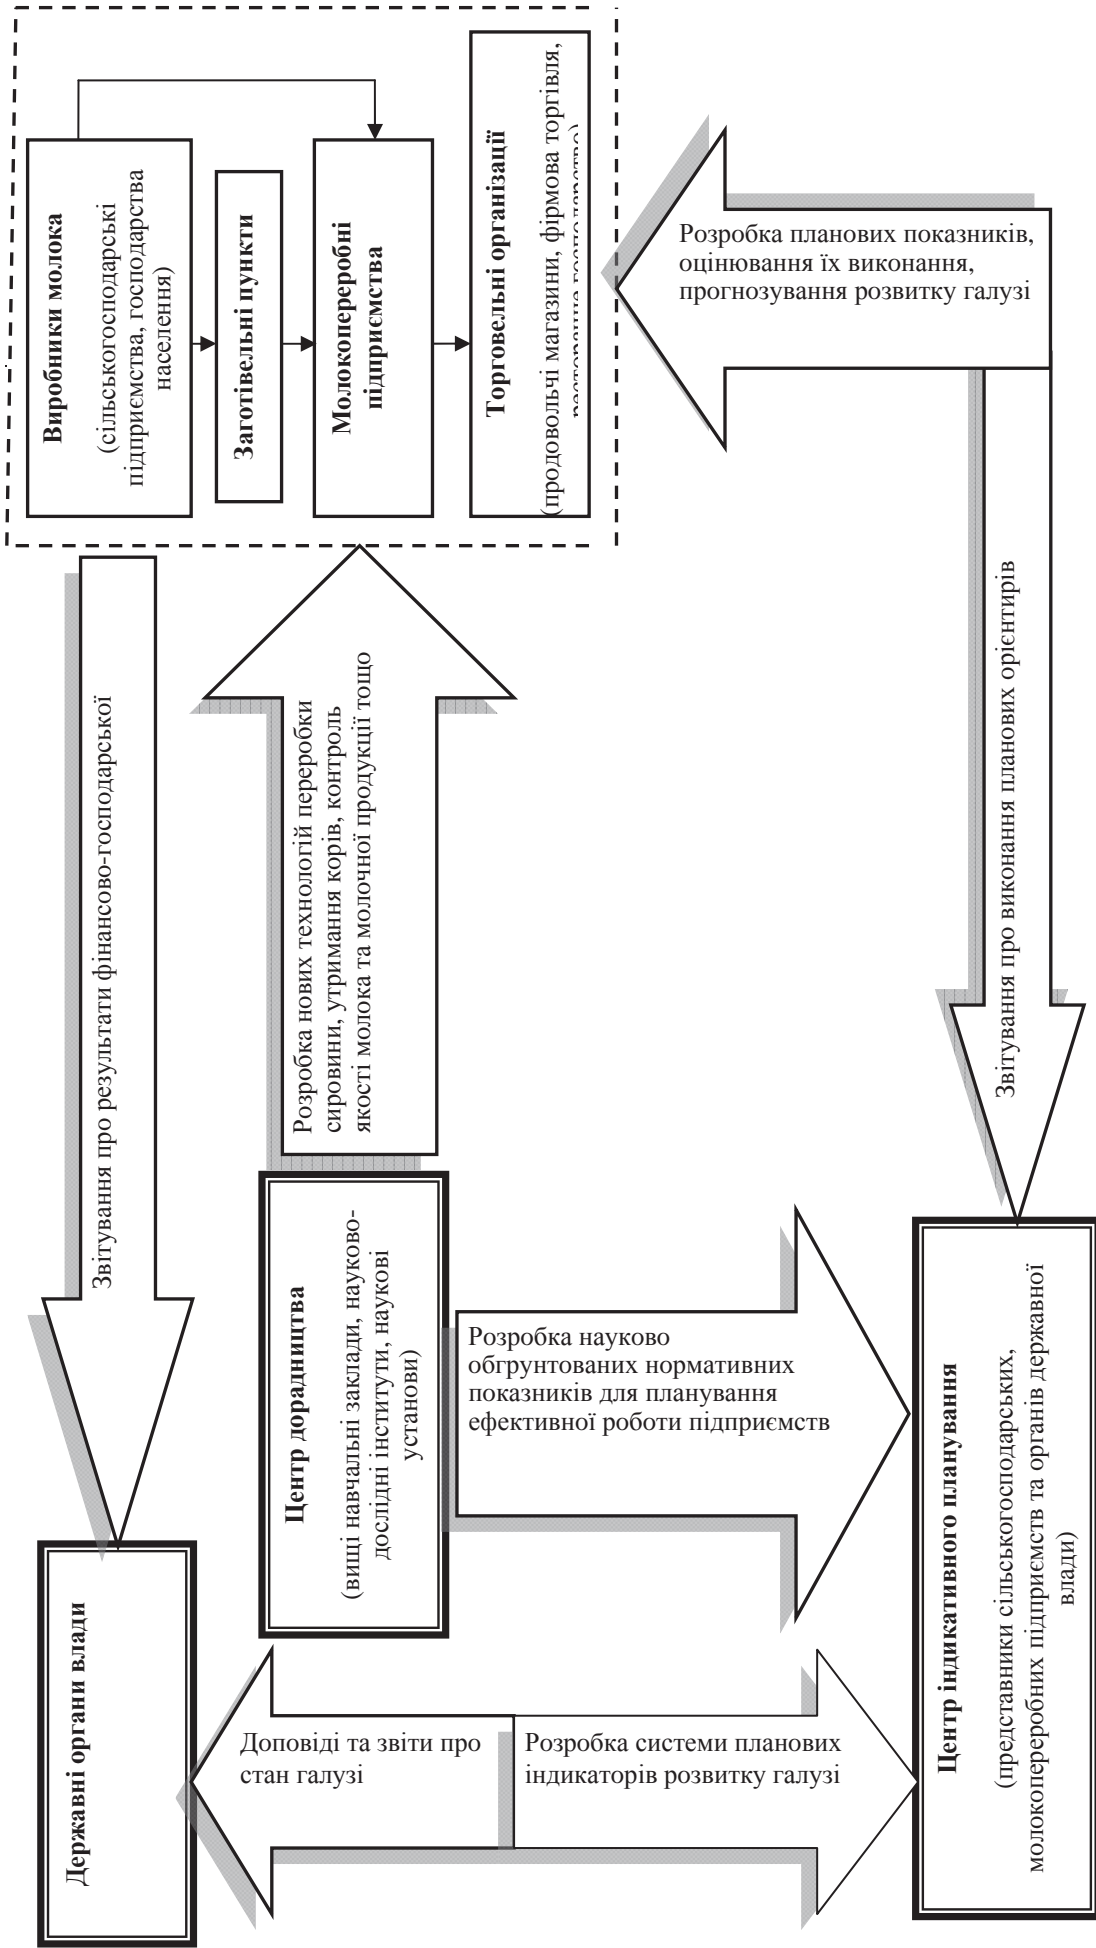 Державні органи влади
Звітування про результати фінансово-господарської
Виробники молока
(сільськогосподарські
підприємства, господарства
населення)
Заготівельні пункти
Молокопереробні
підприємства
Торговельні організації
(продовольчі магазини, фірмова торгівля,
Центр дорадництва
(вищі навчальні заклади, науково-
дослідні інститути, наукові
установи)
Розробка нових технологій переробки
сировини, утримання корів, контроль
якості молока та молочної продукції тощо
Доповіді та звіти про
стан галузі
Розробка системи планових
індикаторів розвитку галузі
Розробка науково
обгрунтованих нормативних
показників для планування
ефективної роботи підприємств
Розробка планових показників,
оцінювання їх виконання,
прогнозування розвитку галузі
Центр індикативного планування
(представники сільськогосподарських,
молокопереробних підприємств та органів державної
влади)
Звітування про виконання планових орієнтирів